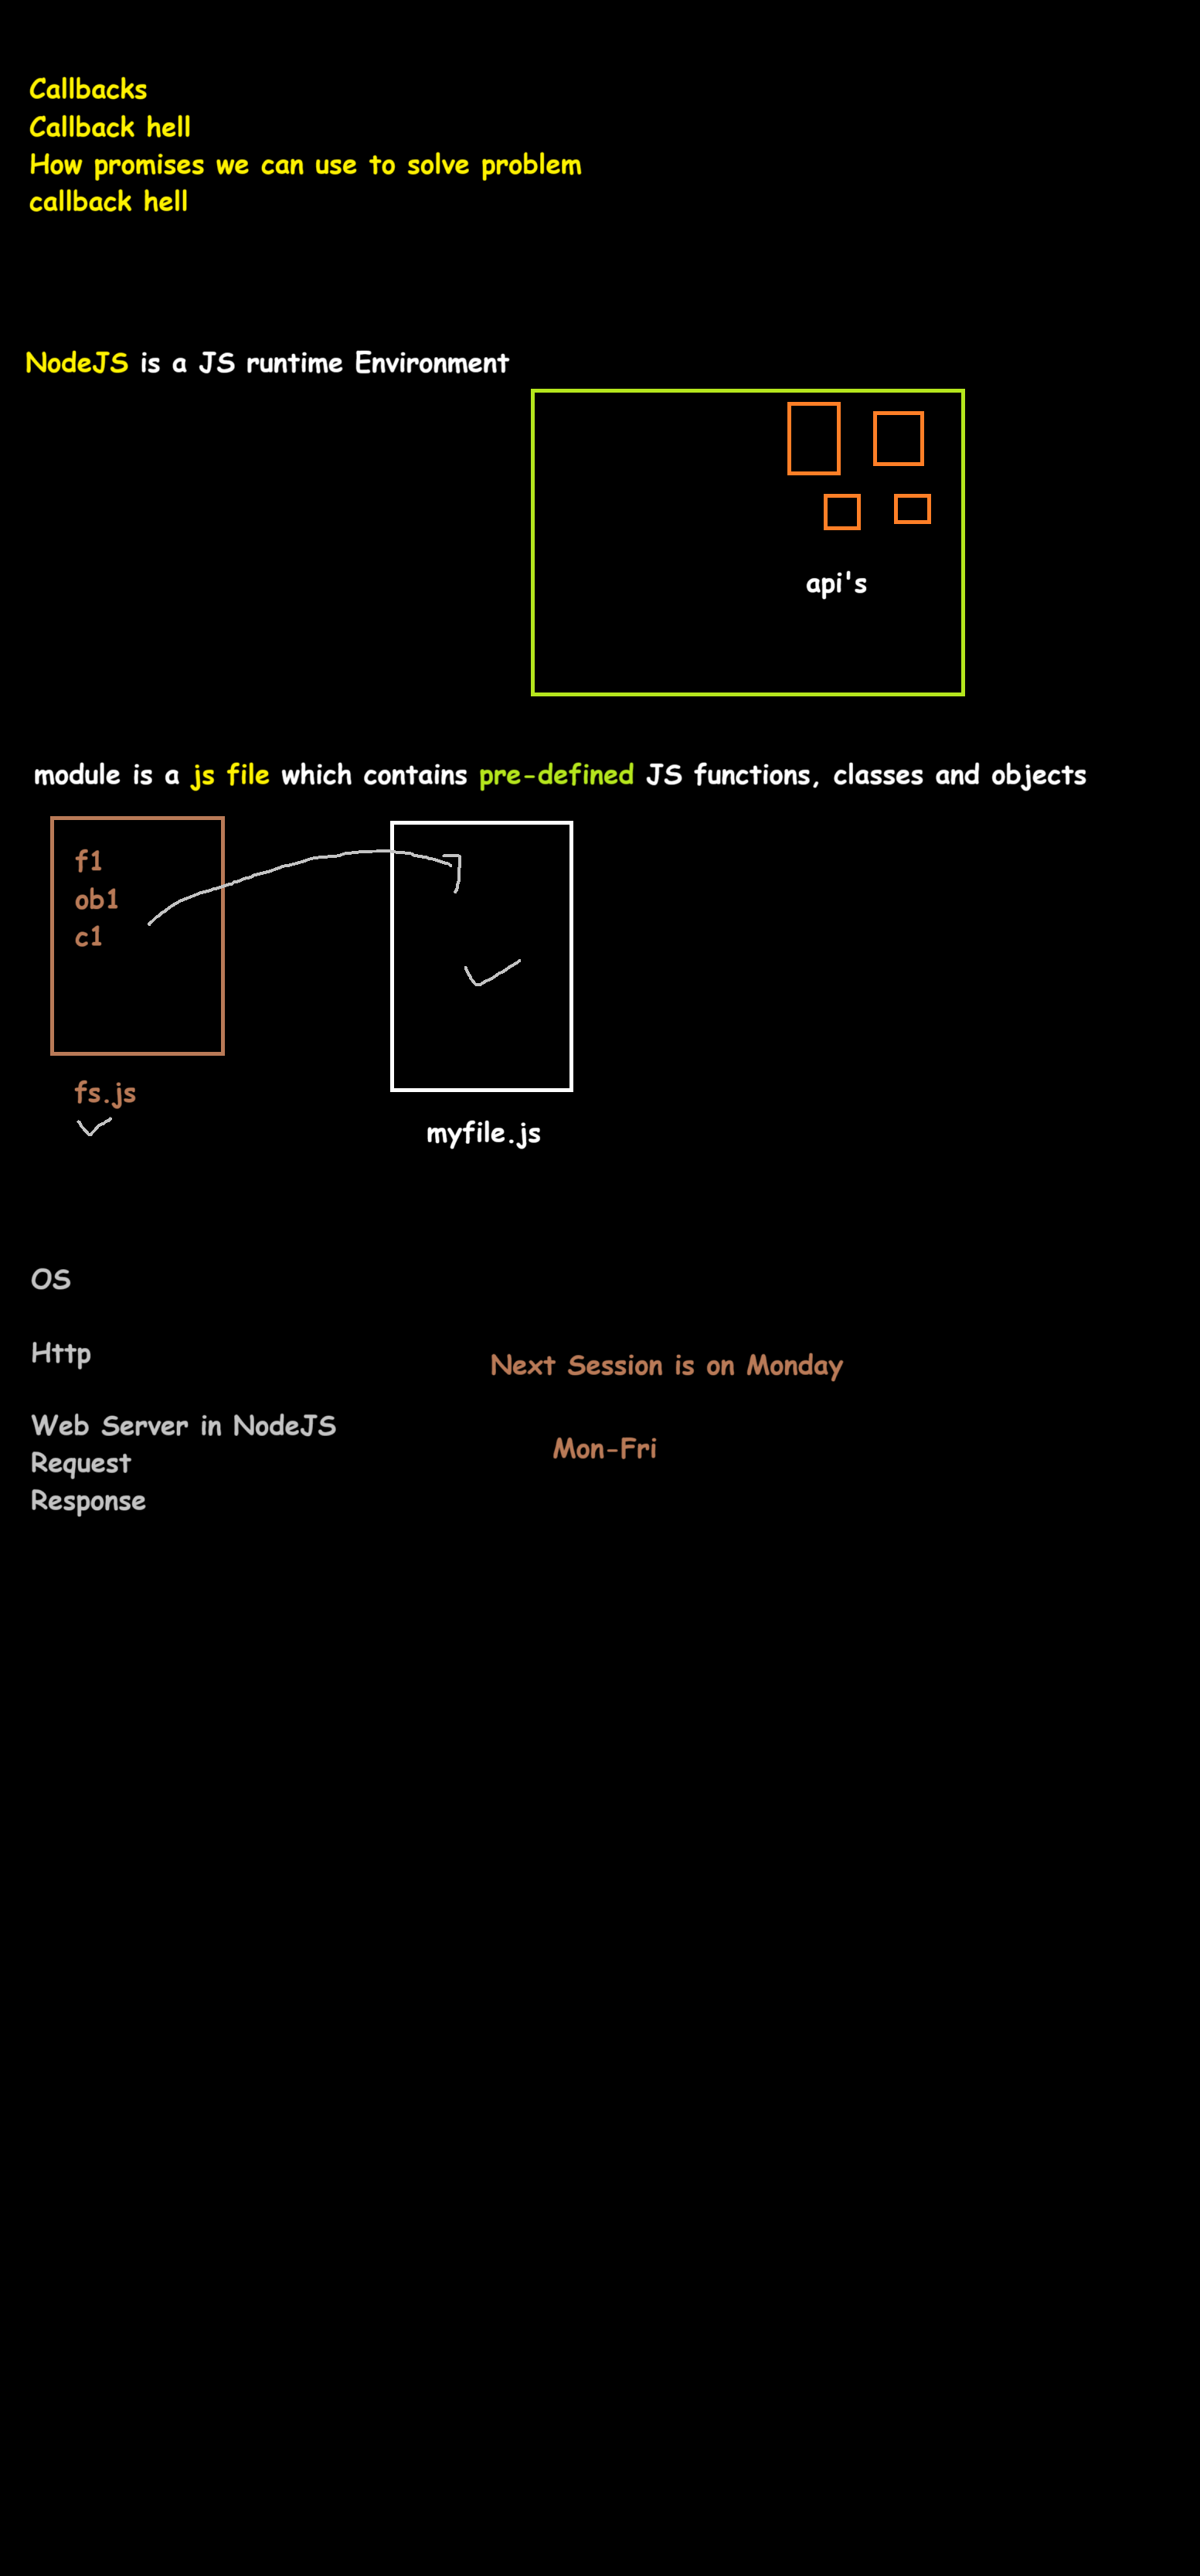 Callbacks
Callback hell
How promises we can use to solve problem
callback hell
NodeJS is a JS runtime Environment
api's
module is a js file which contains pre-defined JS functions, classes and objects
f1
ob1
c1
fs.js
myfile.js
OS
Http
Next Session is on Monday
Web Server in NodeJS
Mon-Fri
Request
Response